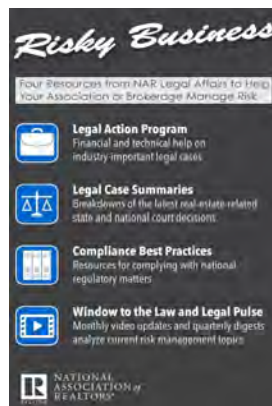 Risky Business
Four Resources from NAR Legal Affairs to Help
Your Association or Brokerage Manage Risk
Legal Action Program
Financial and technical help on
industry-important legal cases
Legal Case Summaries
Breakdowns of the latest real-estate-related
state and national court decisions
Compliance Best Practices
Resources for complying with national
regulatory matters
Window to the Law and Legal Pulse
Monthly video updates and quarterly digests
analyze current risk management topics
NATIONAL
ASSOCIATION of
REALTORS®